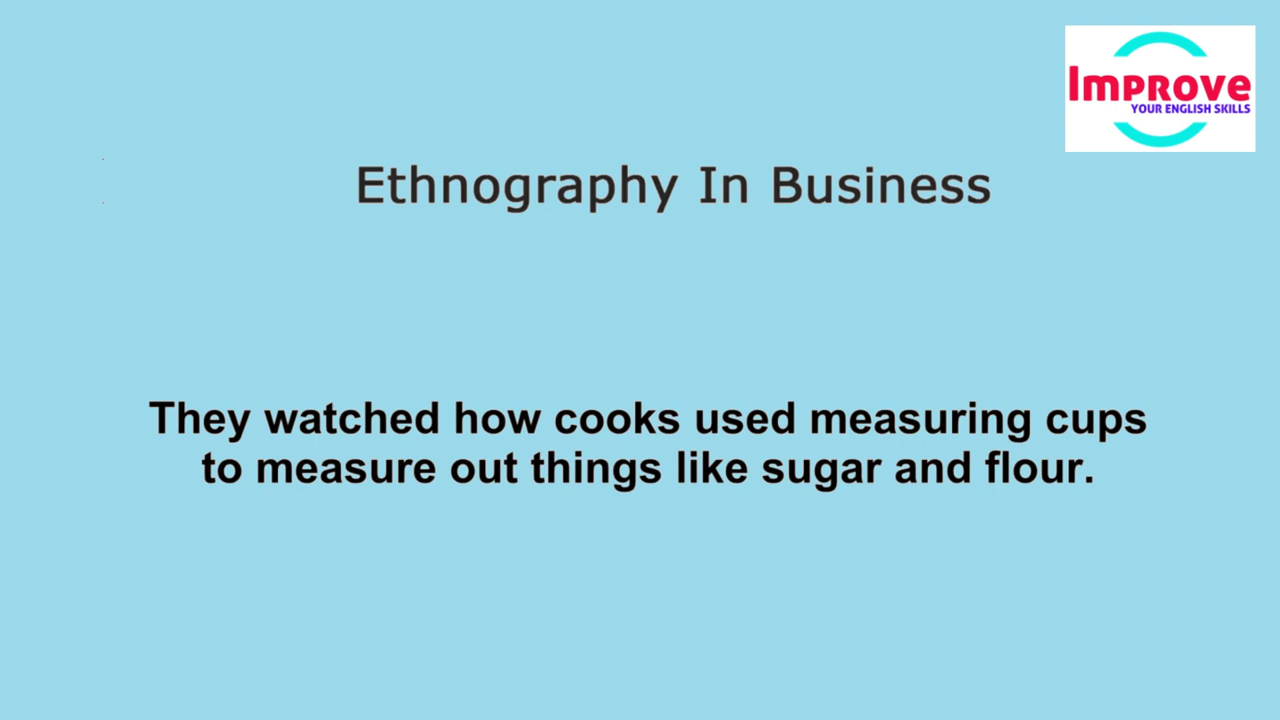 Improve
YOUR ENGLISH SKILLS
Ethnography In Business
They watched how cooks used measuring cups
to measure out things like sugar and flour.